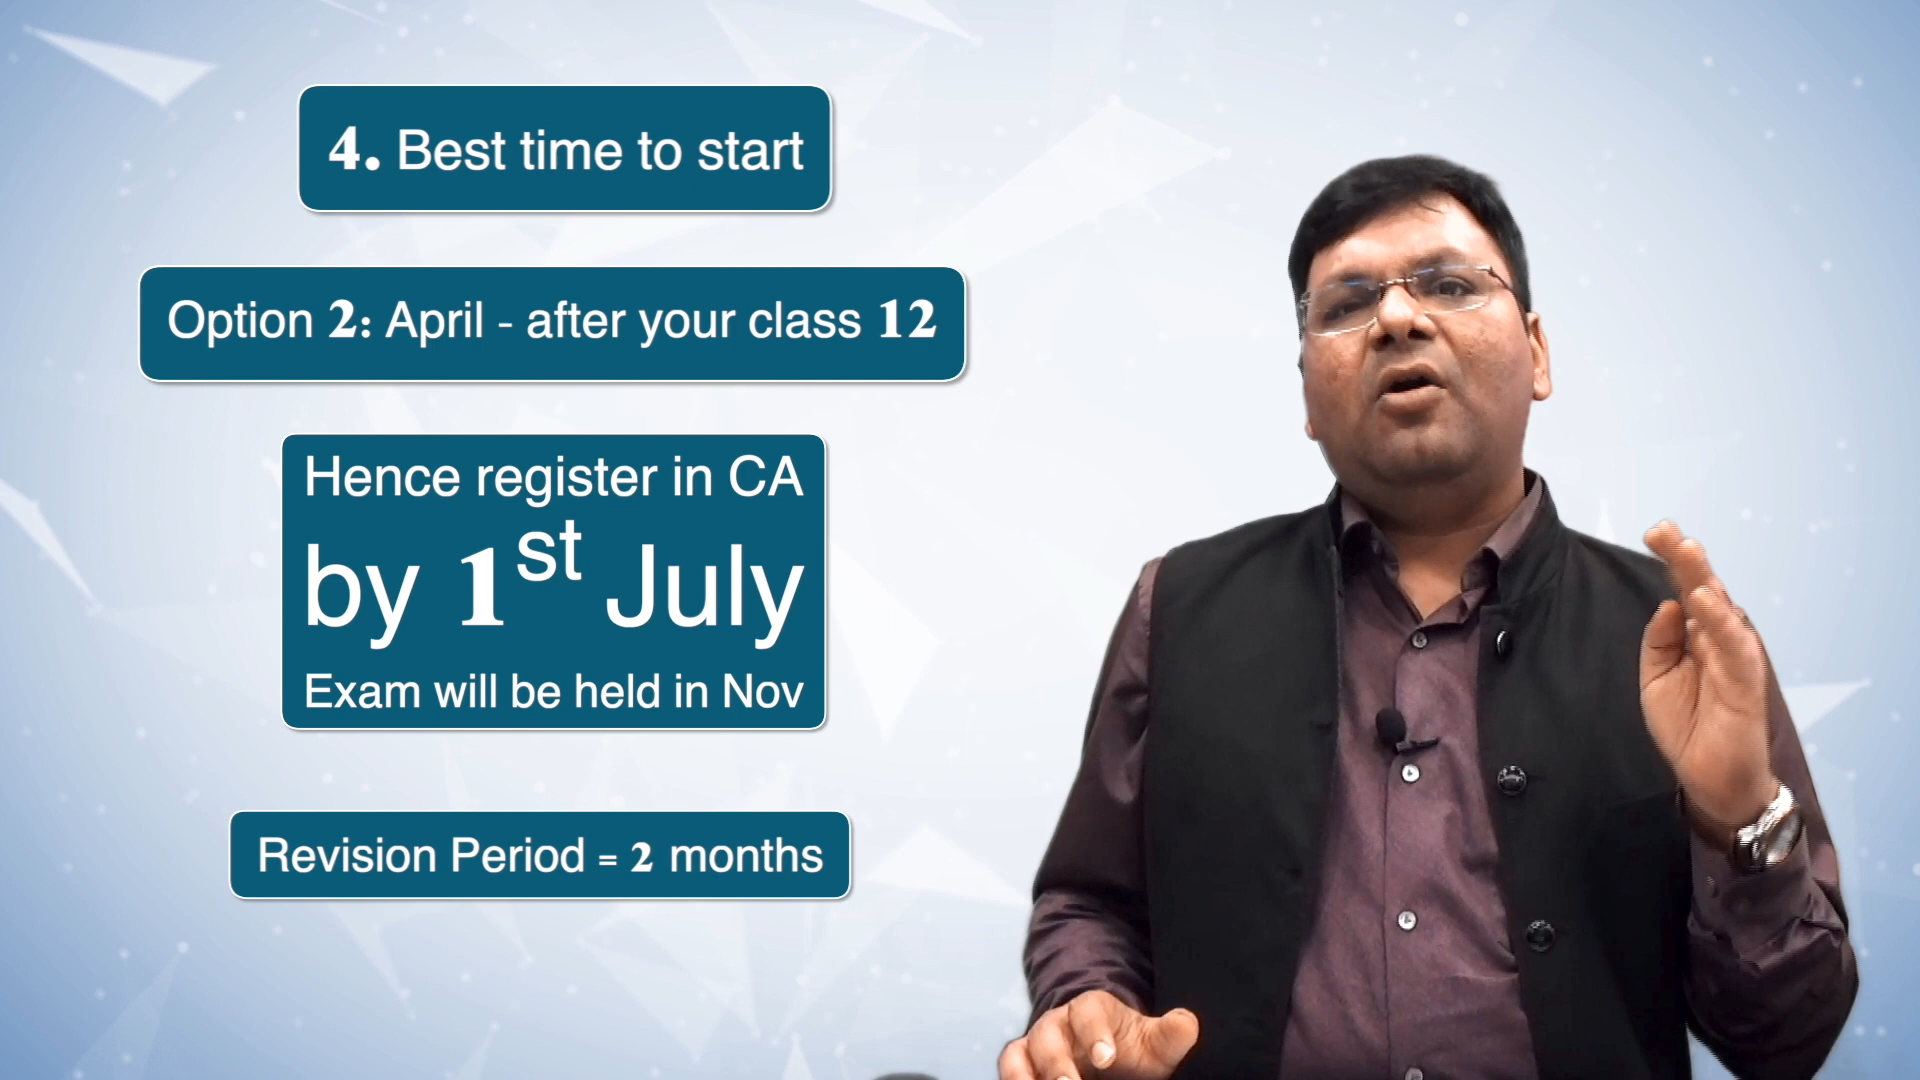 4. Best time to start
Option 2: April - after your class 12
Hence register in CA
by 1st July
Exam will be held in Nov
Revision Period = 2 months